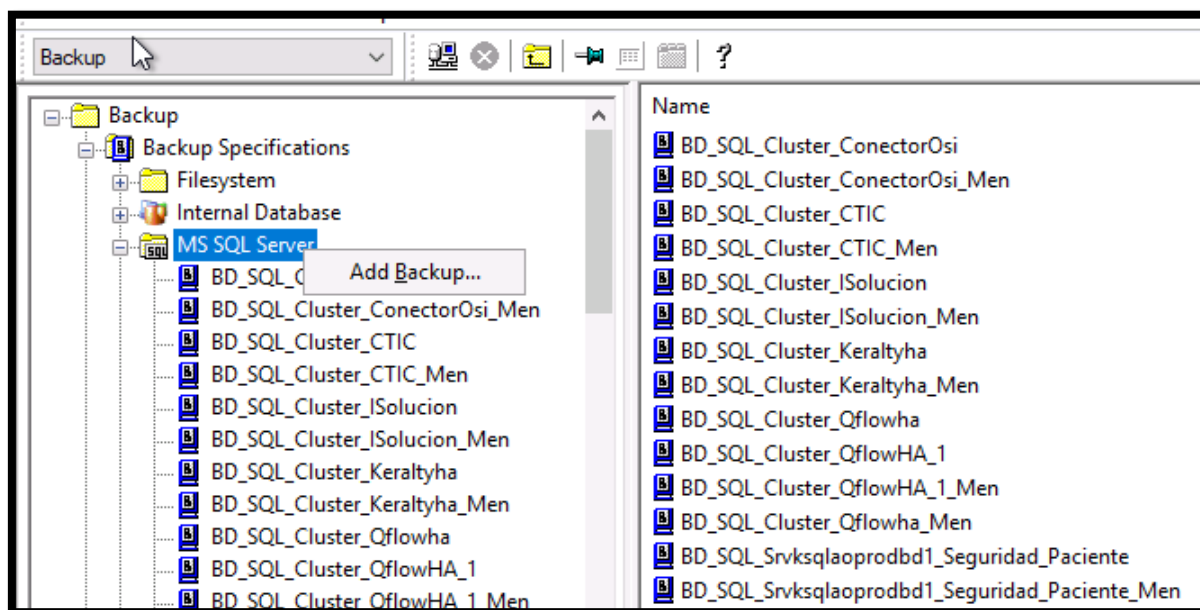 Backup
?
Backup
Backup Specifications
Filesystem
Internal Database
MS SQL Server
Add Backup...
BD_SQL_C
BD_SQL_Cluster_ConectorOsi_Men
BD_SQL_Cluster_CTIC
BD_SQL_Cluster_CTIC_Men
BD_SQL_Cluster_ISolucion
BD_SQL_Cluster_ISolucion_Men
BD_SQL_Cluster_Keraltyha
BD_SQL_Cluster_Keraltyha_Men
BD_SQL_Cluster_Qflowha
BD_SQL_Cluster_QflowHA_1
BD_SQL_Cluster_QflowHA_1_Men
Name
BD_SQL_Cluster_ConectorOsi
BD_SQL_Cluster_ConectorOsi_Men
BD_SQL_Cluster_CTIC
BD_SQL_Cluster_CTIC_Men
BD_SQL_Cluster_ISolucion
BD_SQL_Cluster_ISolucion_Men
BD_SQL_Cluster_Keraltyha
BD_SQL_Cluster_Keraltyha_Men
BD_SQL_Cluster_Qflowha
BD_SQL_Cluster_QflowHA_1
BD_SQL_Cluster_QflowHA_1_Men
BD_SQL_Cluster_Qflowha_Men
BD_SQL_Srvksqlaoprodbd1_Seguridad_Paciente
BD_SQL_Srvksqlaoprodbd1_Seguridad_Paciente_Men